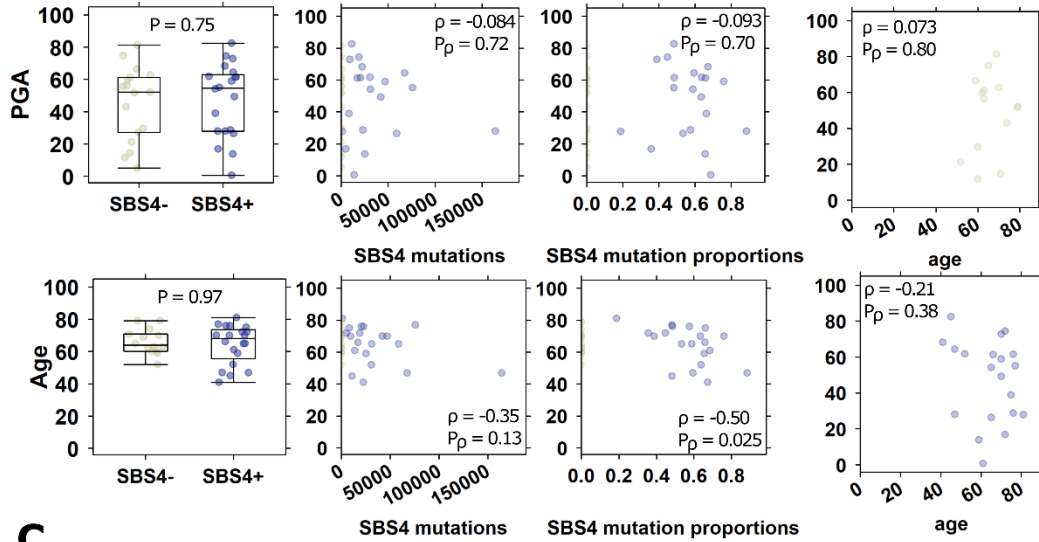 P = 0.75
ρ = -0.084
Pρ = 0.72
ρ = -0.093
Pρ = 0.70
ρ = 0.073
Pρ = 0.80
PGA
100
80
60
40
20
0
SBS4-
SBS4+
100
80
60
40
20
0
0
50000
100000
150000
SBS4 mutations
100
80
60
40
20
0
0.0
0.2
0.4
0.6
0.8
SBS4 mutation proportions
100
80
60
40
20
0
0
20
40
60
80
age
P = 0.97
ρ = -0.35
Pρ = 0.13
ρ = -0.50
Pρ = 0.025
ρ = -0.21
Pρ = 0.38
Age
100
80
60
40
20
0
SBS4-
SBS4+
100
80
60
40
20
0
0
50000
100000
150000
SBS4 mutations
100
80
60
40
20
0
0.0
0.2
0.4
0.6
0.8
SBS4 mutation proportions
100
80
60
40
20
0
0
20
40
60
80
age